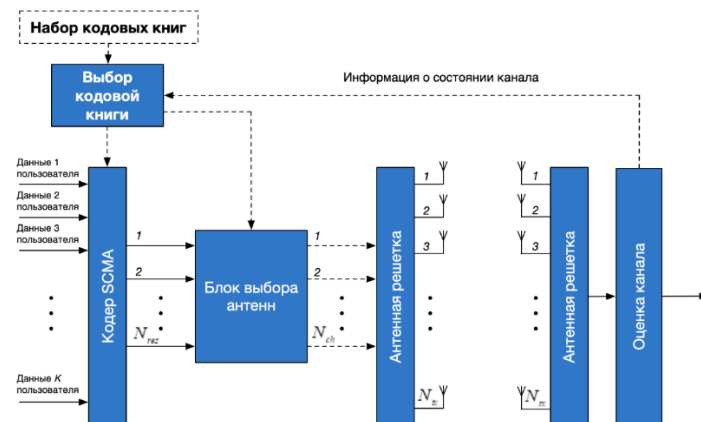 Набор кодовых книг
Выбор
кодовой
книги
Информация о состоянии канала
Данные 1
пользователя
Данные 2
пользователя
Данные 3
пользователя
Данные K
пользователя
Кодер SCMA
1
2
N_res
Блок выбора
антенн
1
2
N_ch
Антенная решетка
1
2
3
N_tx
1
2
3
N_rx
Антенная решетка
Оценка канала